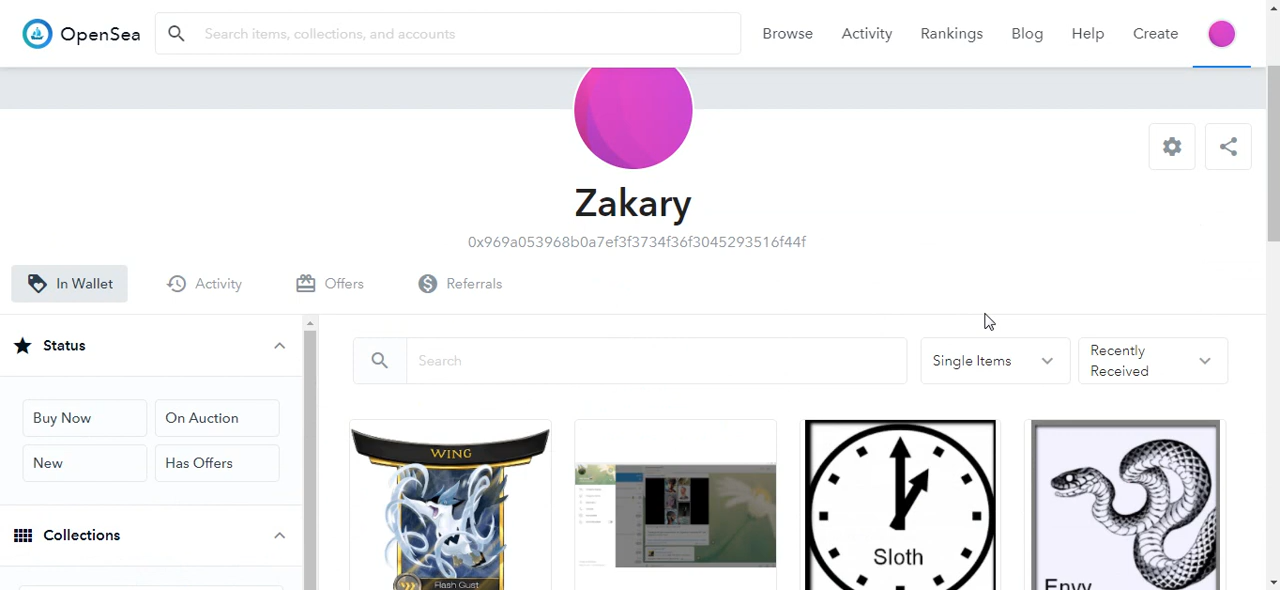 OpenSea
Search items, collections, and accounts
Browse
Activity
Rankings
Blog
Help
Create
Zakary
0x969a053968b0a7ef3f3734f36f3045293516f44f
In Wallet
Activity
Offers
Referrals
Status
Search
Single Items
Recently
Received
Buy Now
On Auction
New
Has Offers
Collections
WING
Flash Gust
Sloth
Envy